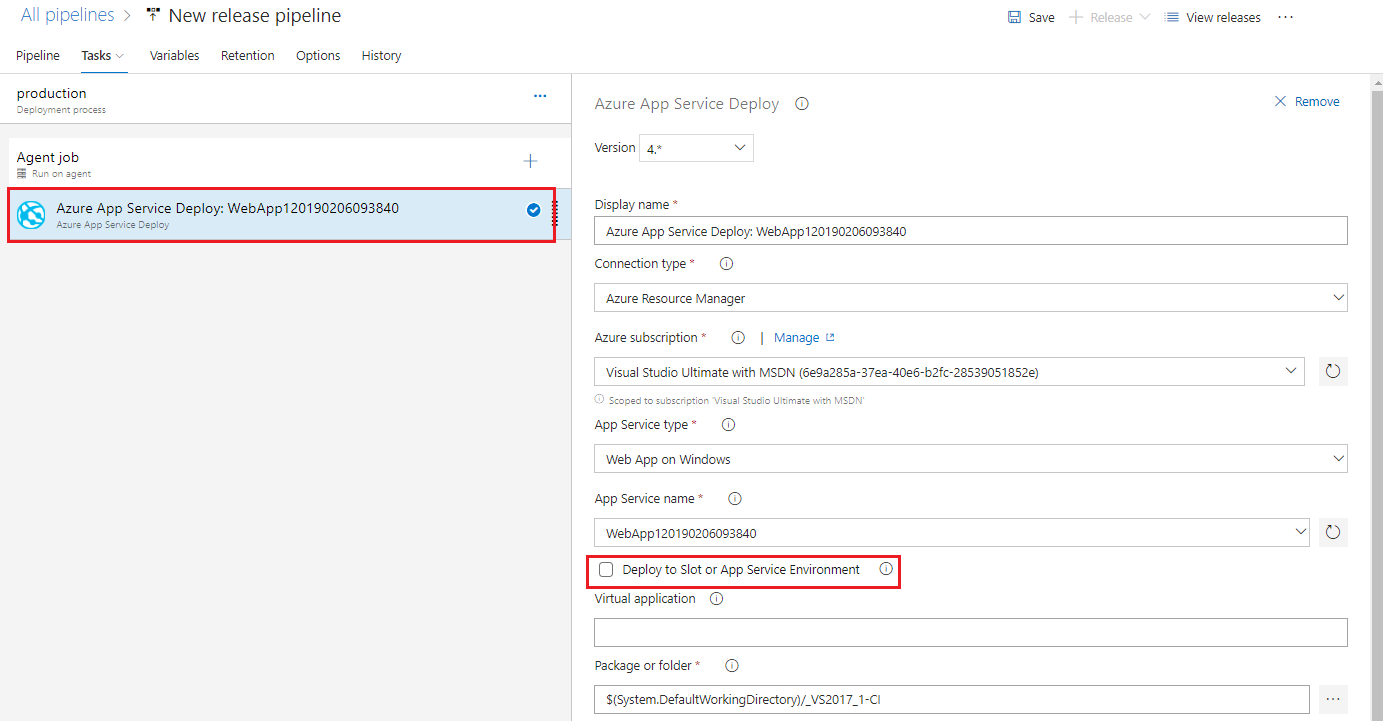 All pipelines > New release pipeline
Save
Release
View releases
Pipeline
Tasks
Variables
Retention
Options
History
production
Deployment process
Agent job
Run on agent
Azure App Service Deploy: WebApp120190206093840
Azure App Service Deploy
Azure App Service Deploy
Remove
Version 4.*
Display name *
Azure App Service Deploy: WebApp120190206093840
Connection type *
Azure Resource Manager
Azure subscription * | Manage
Visual Studio Ultimate with MSDN (6e9a285a-37ea-40e6-b2fc-28539051852e)
Scoped to subscription 'Visual Studio Ultimate with MSDN'
App Service type *
Web App on Windows
App Service name *
WebApp120190206093840
Deploy to Slot or App Service Environment
Virtual application
Package or folder *
$(System.DefaultWorkingDirectory)/_VS2017_1-CI